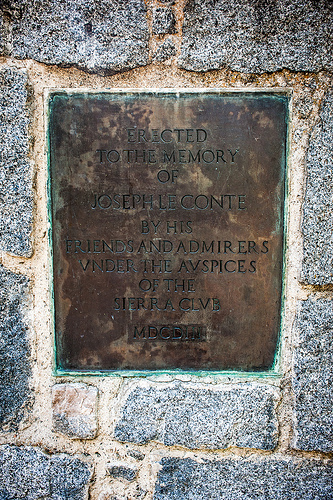 ERECTED
TO THE MEMORY
OF
JOSEPH LE CONTE
BY HIS
FRIENDS AND ADMIRERS
VNDER THE AVSPICES
OF THE
SIERRA CLVB
MDCDIII